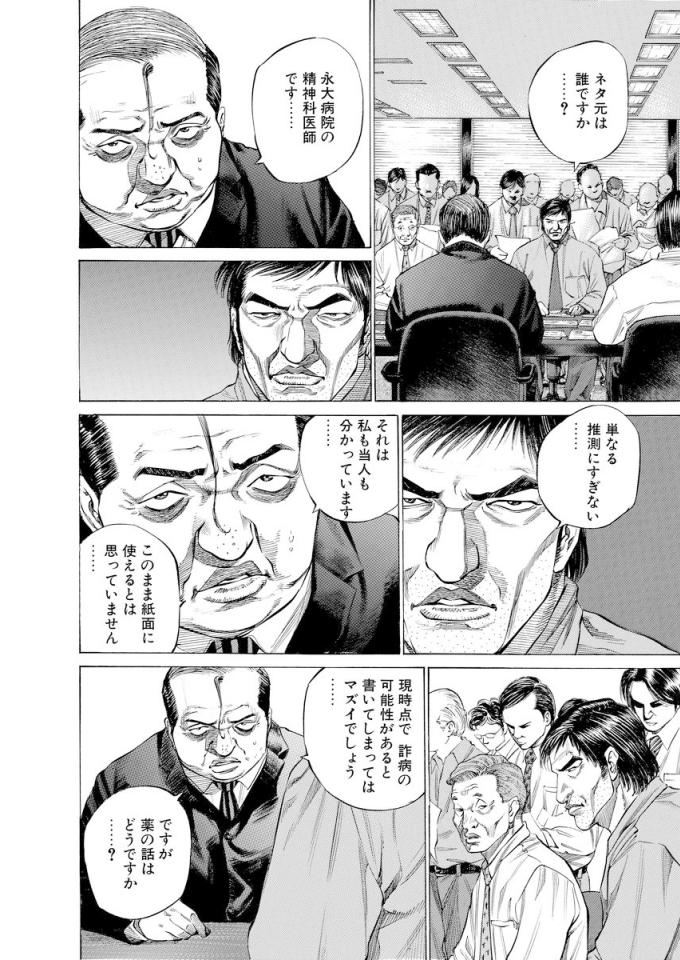 ネタ元は
誰ですか
……?
永大病院の
精神科医師
です……
単なる
推測にすぎない
……
それは
私も当人も
分かっています
……
このまま紙面に
使えるとは
思っていません
……
現時点で 詐病の
可能性があると
書いてしまっては
マズイでしょう
……
ですが
薬の話は
どうですか
……?